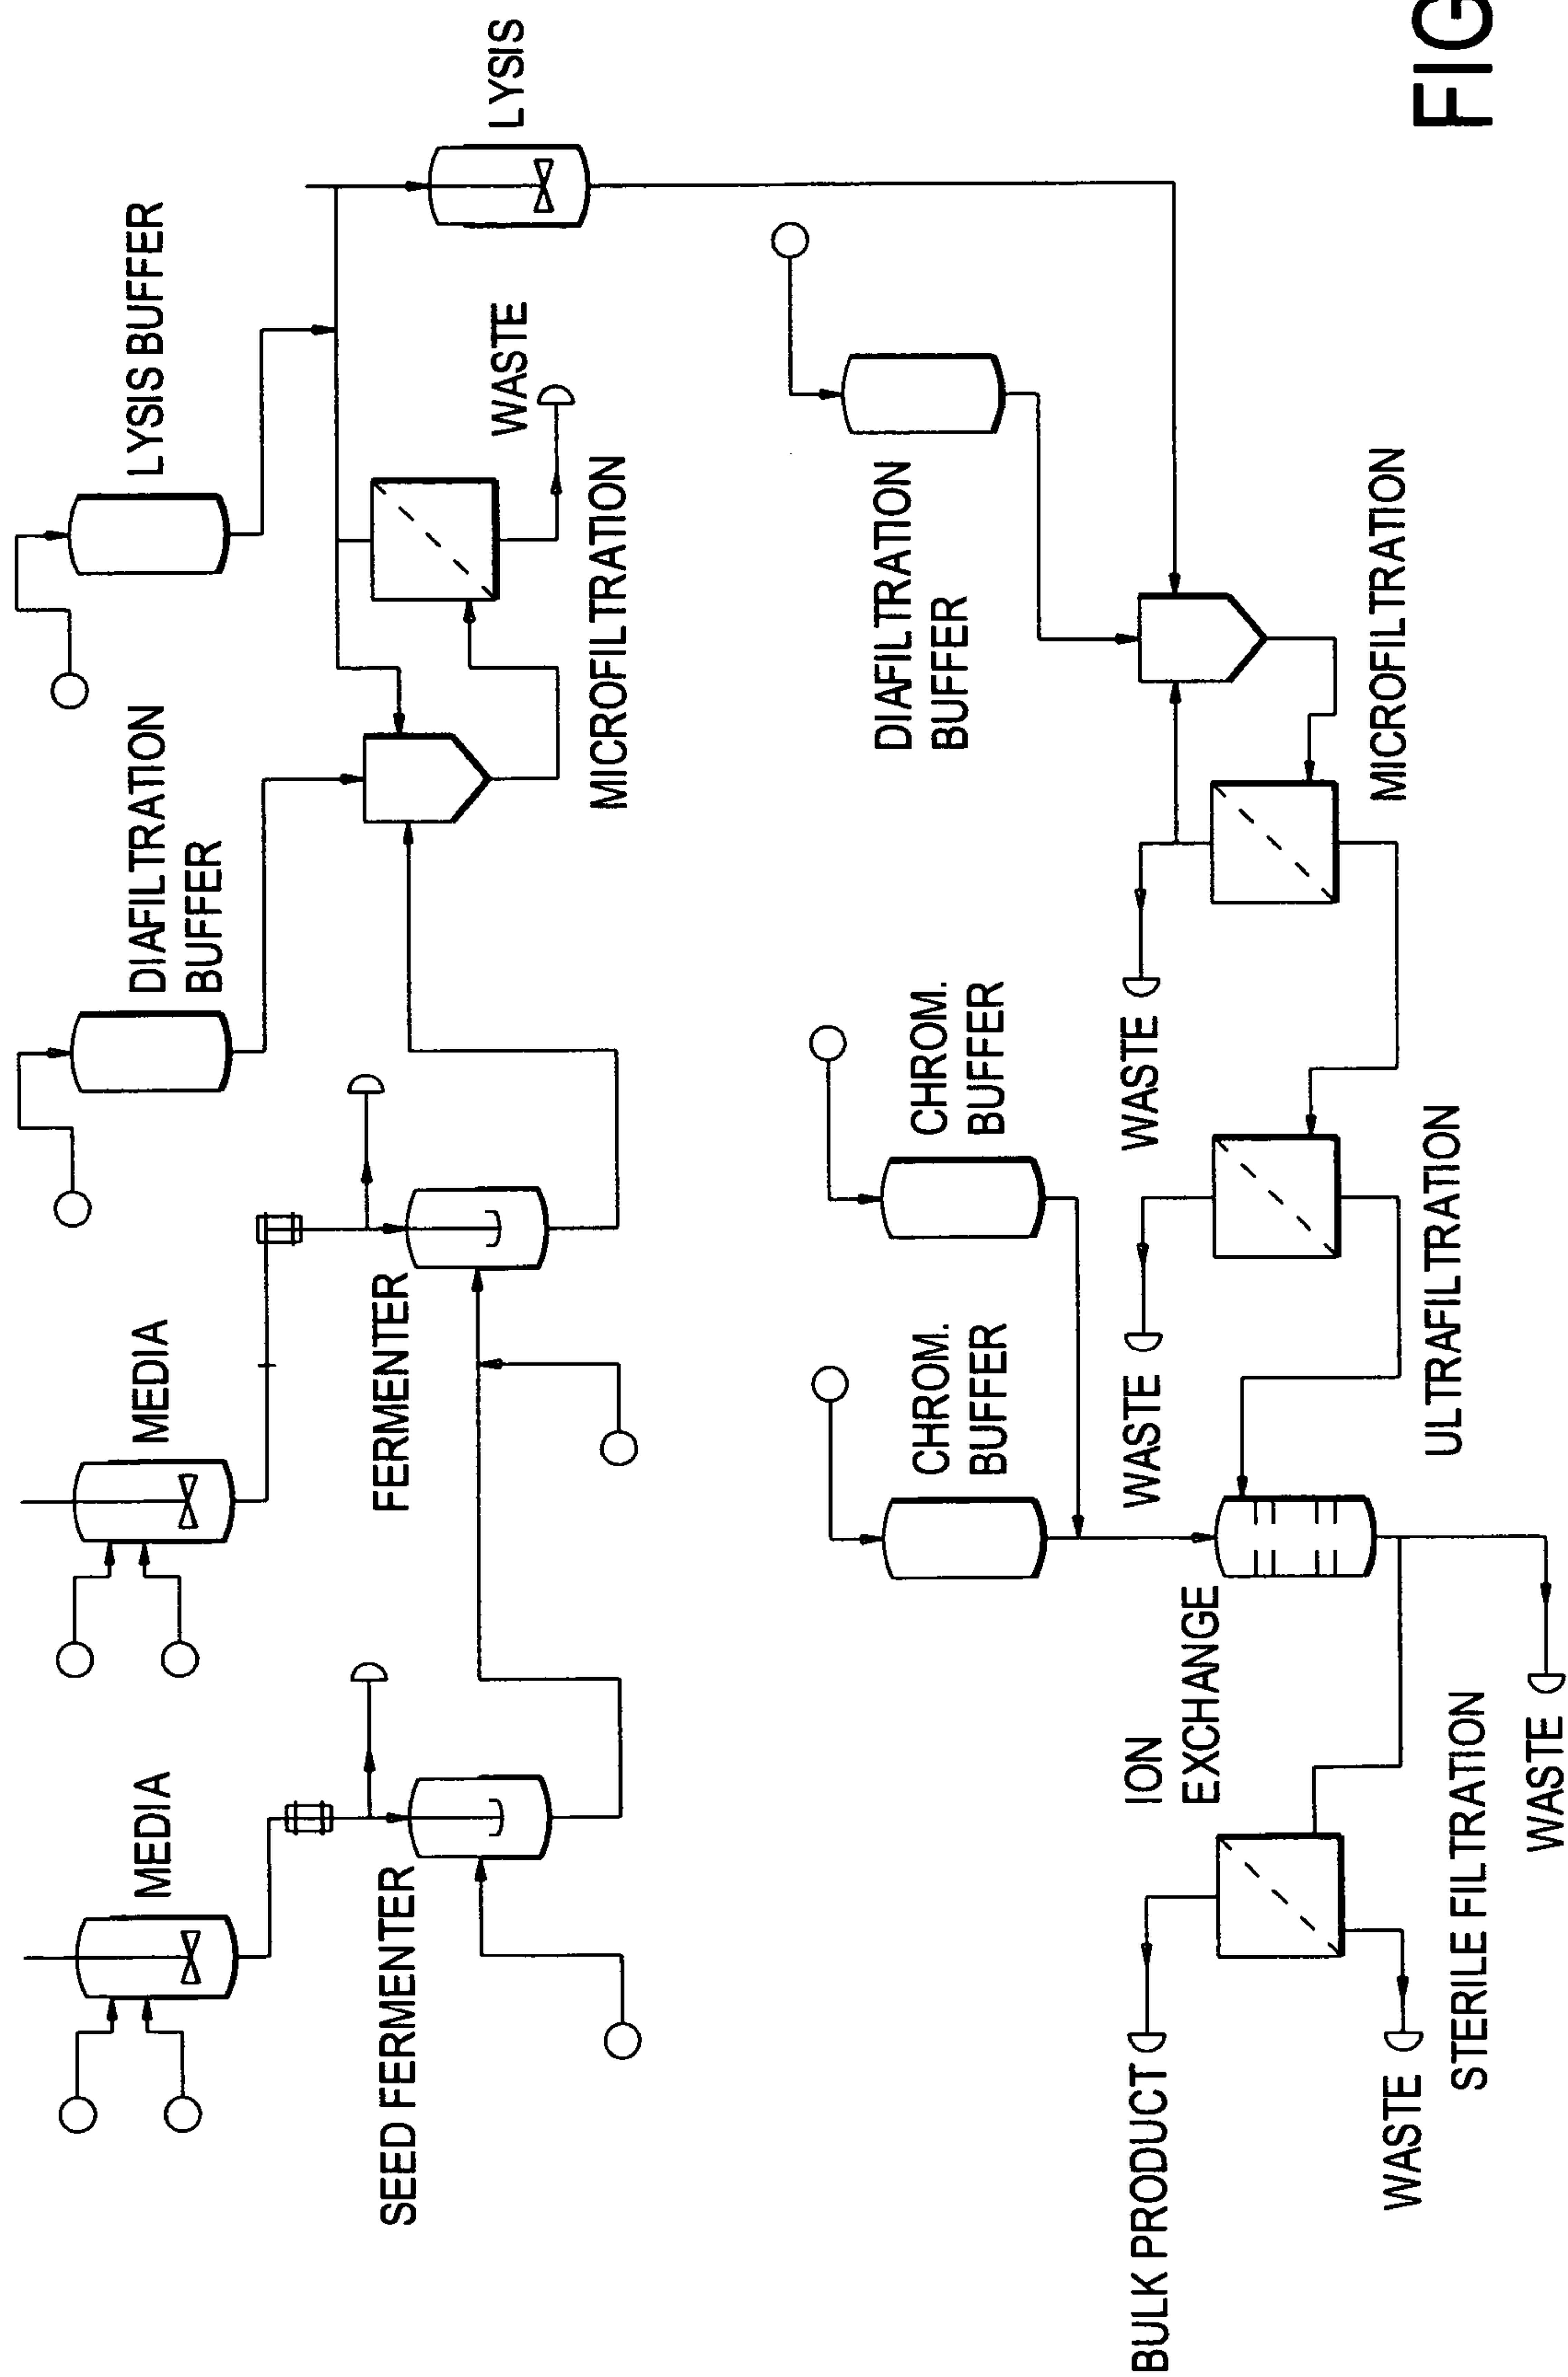 MEDIA
MEDIA
DIAFILTRATION
BUFFER
LYSIS BUFFER
SEED FERMENTER
FERMENTER
WASTE
LYSIS
MICROFILTRATION
DIAFILTRATION
BUFFER
CHROM.
BUFFER
CHROM.
BUFFER
BULK PRODUCT
ION
EXCHANGE
WASTE
WASTE
MICROFILTRATION
WASTE
STERILE FILTRATION
ULTRAFILTRATION
WASTE
FIG